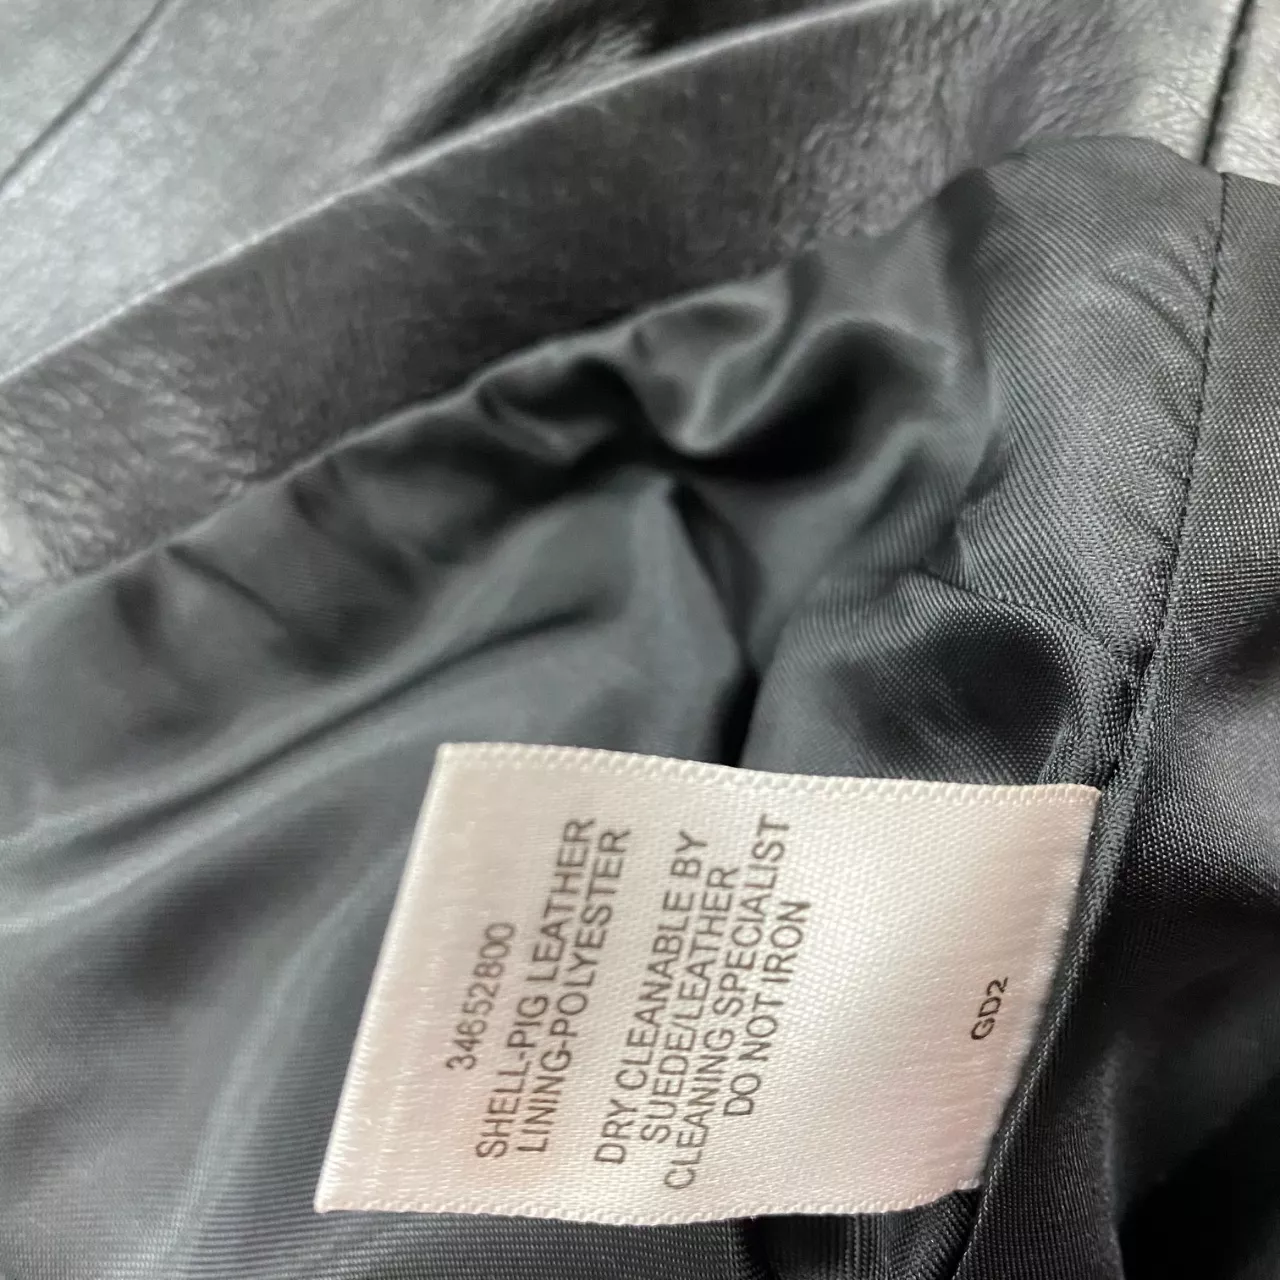 34652800
SHELL-PIG LEATHER
LINING-POLYESTER
DRY CLEANABLE BY
SUEDE/LEATHER
CLEANING SPECIALIST
DO NOT IRON
GD2